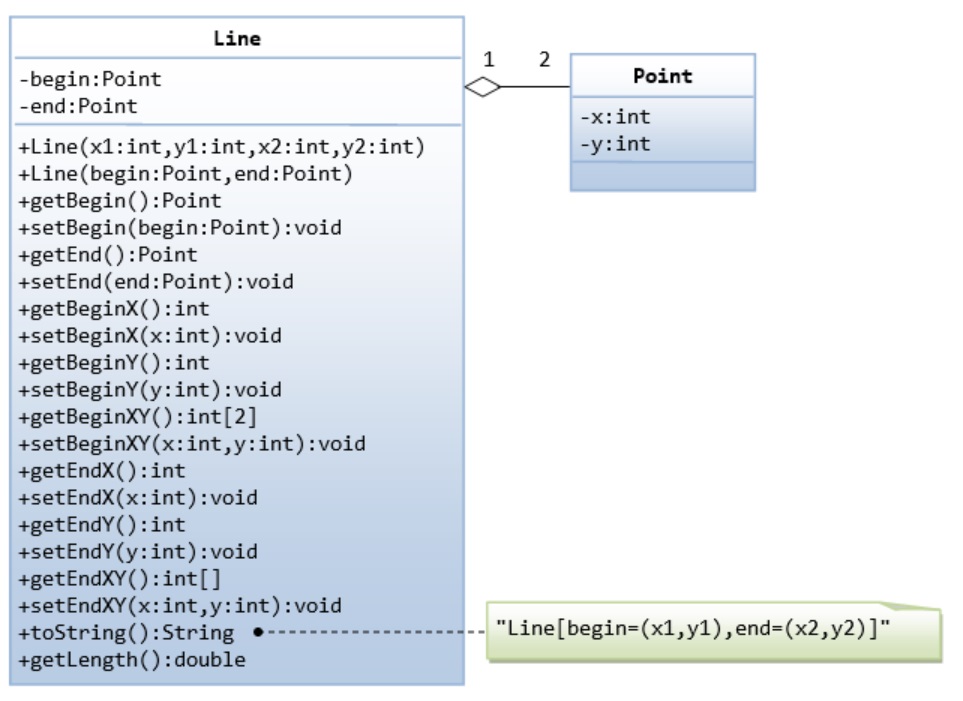 Line
-begin:Point
-end:Point
+Line(x1:int,y1:int,x2:int,y2:int)
+Line(begin:Point,end:Point)
+getBegin():Point
+setBegin(begin:Point):void
+getEnd():Point
+setEnd(end:Point):void
+getBeginX():int
+setBeginX(x:int):void
+getBeginY():int
+setBeginY(y:int):void
+getBeginXY():int[2]
+setBeginXY(x:int,y:int):void
+getEndX():int
+setEndX(x:int):void
+getEndY():int
+setEndY(y:int):void
+getEndXY():int[]
+setEndXY(x:int,y:int):void
+toString():String
+getLength():double
1 2
Point
-x:int
-y:int
"Line[begin=(x1,y1),end=(x2,y2)]"